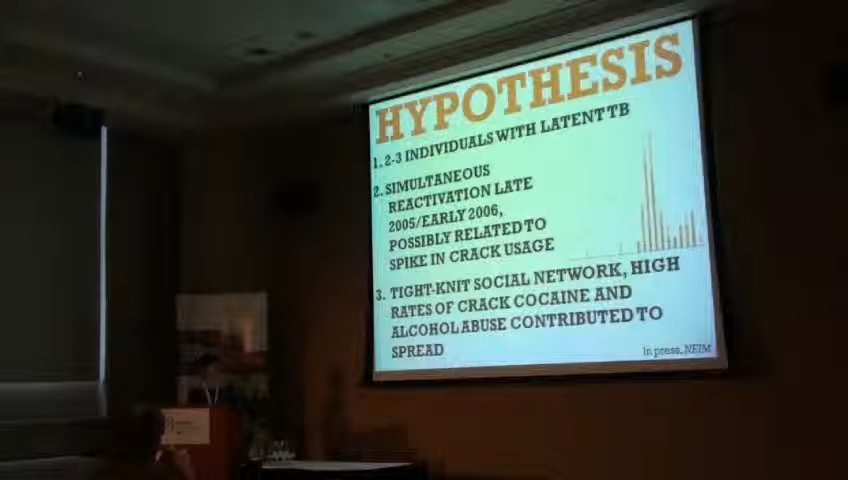 HYPOTHESIS
1. 2-3 INDIVIDUALS WITH LATENT TB
2. SIMULTANEOUS
REACTIVATION LATE
2005/EARLY 2006,
POSSIBLY RELATED TO
SPIKE IN CRACK USAGE
3. TIGHT-KNIT SOCIAL NETWORK, HIGH
RATES OF CRACK COCAINE AND
ALCOHOL ABUSE CONTRIBUTED TO
SPREAD
In press, NEJM